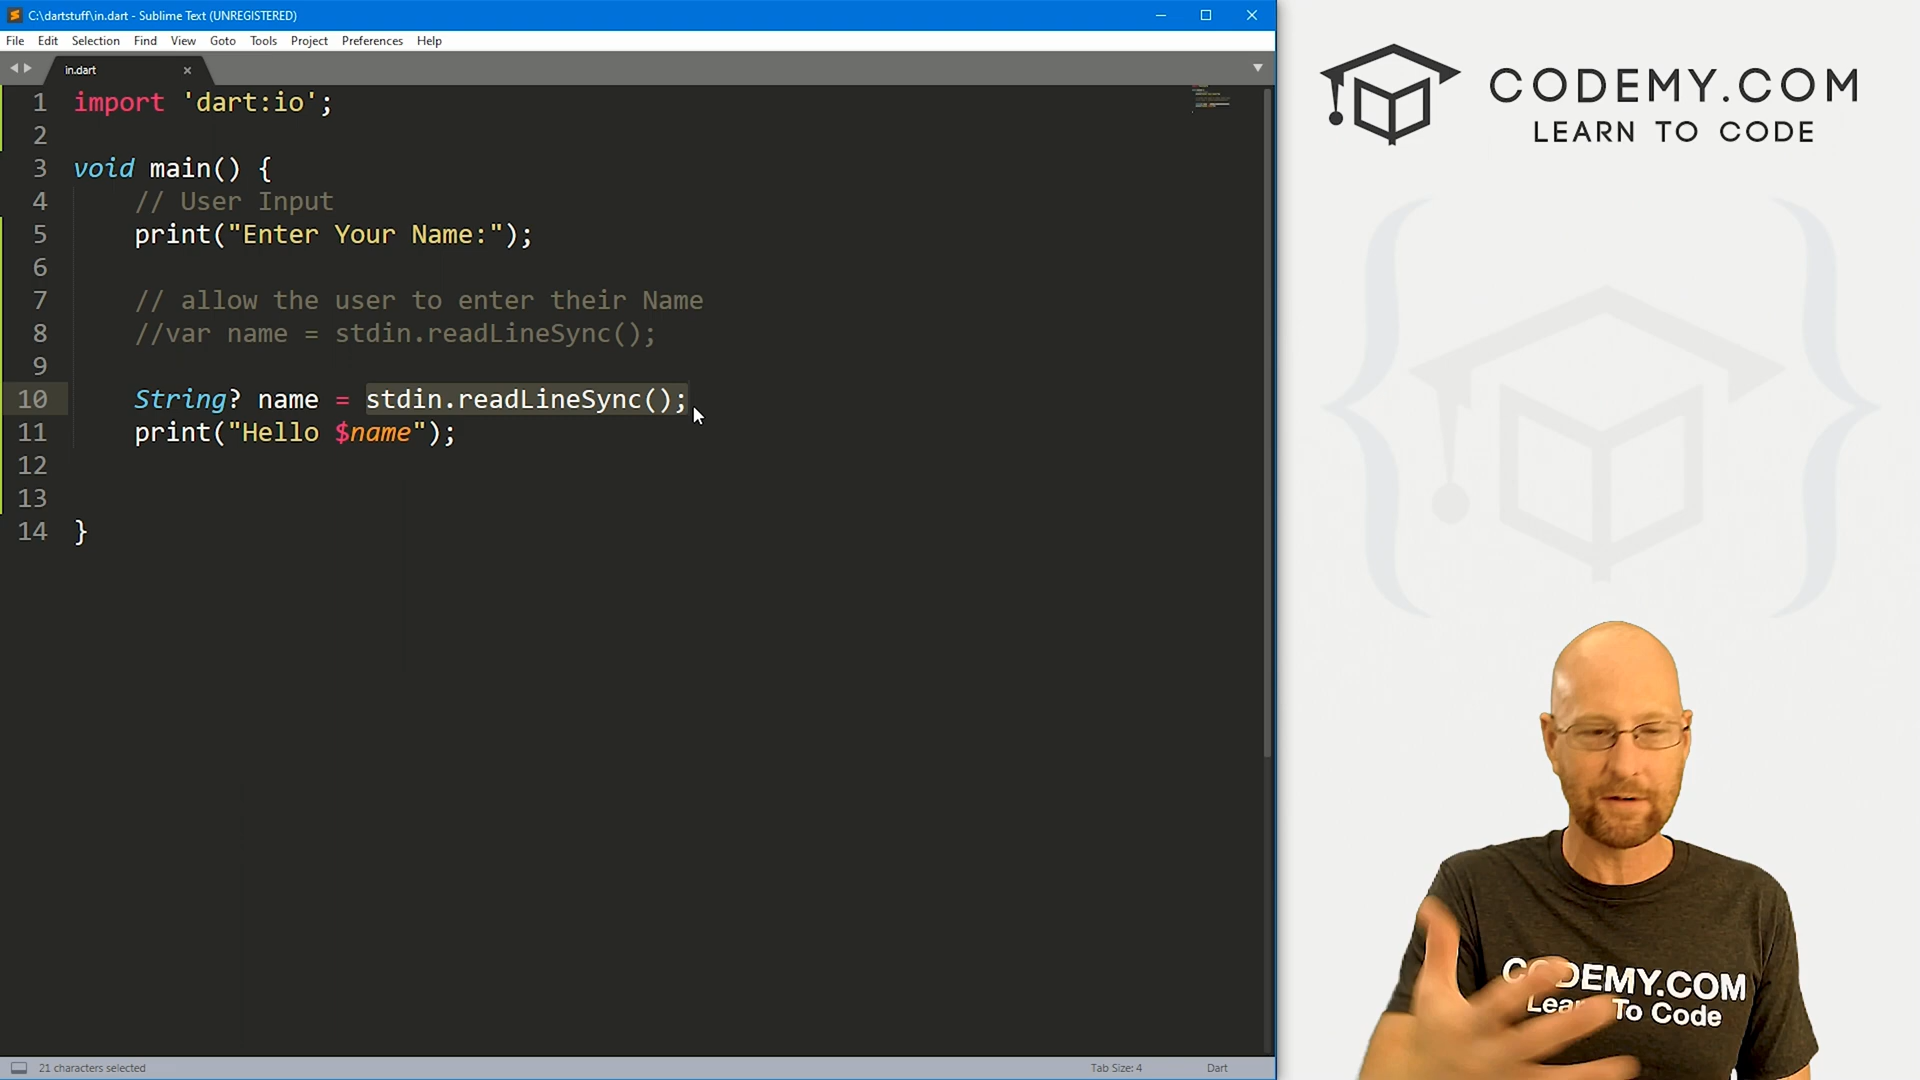 C:\dartstuff\in.dart - Sublime Text (UNREGISTERED)
File Edit Selection Find View Goto Tools Project Preferences Help
in.dart
1 import 'dart:io';
2
3 void main() {
4 // User Input
5 print("Enter Your Name:");
6
7 // allow the user to enter their Name
8 //var name = stdin.readLineSync();
9
10 String? name = stdin.readLineSync();
11 print("Hello $name");
12
13
14 }
21 characters selected
Tab Size: 4
Dart
CODEMY.COM
LEARN TO CODE
CODEMY.COM
Lea To Code